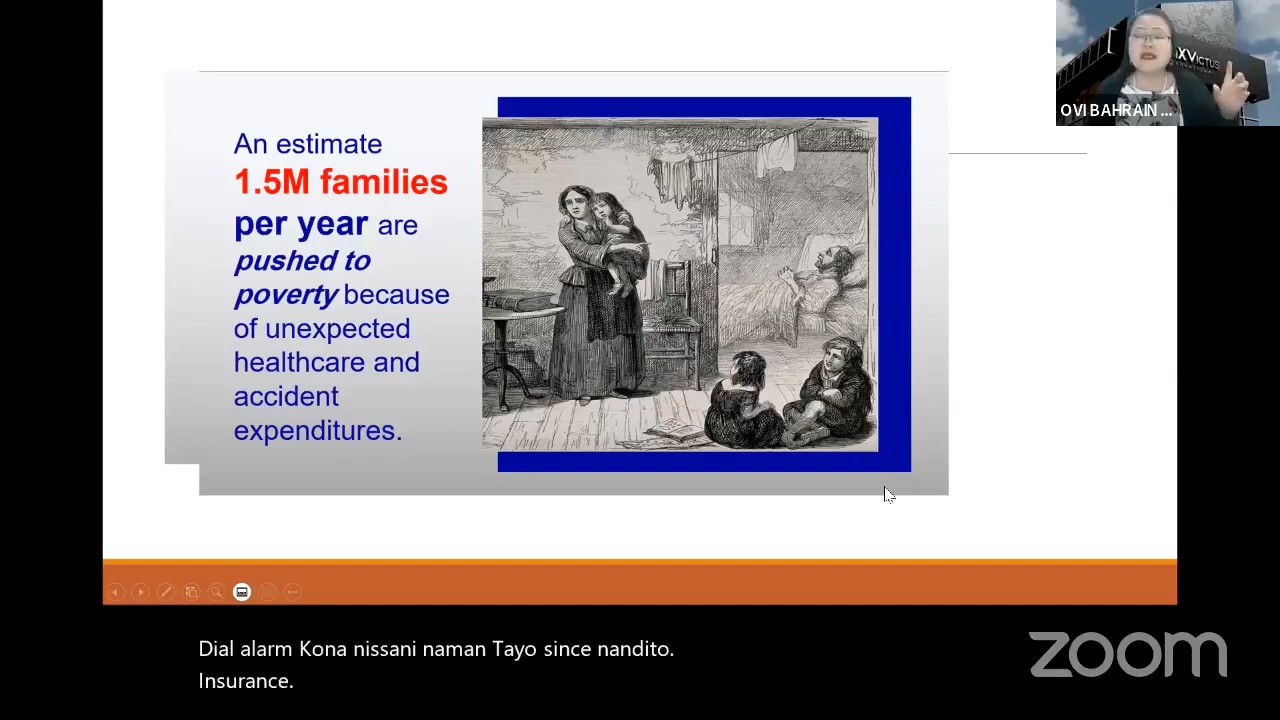 An estimate
1.5M families
per year are
pushed to
poverty because
of unexpected
healthcare and
accident
expenditures.
XVICTUS
OVI BAHRAIN ...
Dial alarm Kona nissani naman Tayo since nandito.
Insurance.
zoom